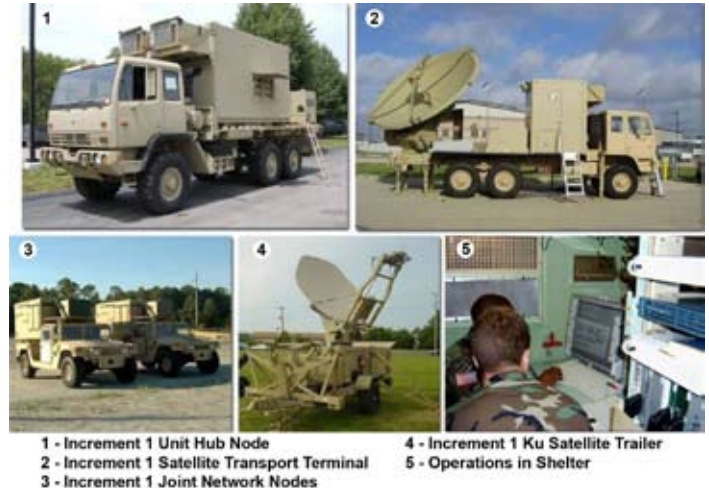 1
2
3
4
5
1 - Increment 1 Unit Hub Node
2 - Increment 1 Satellite Transport Terminal
3 - Increment 1 Joint Network Nodes
4 - Increment 1 Ku Satellite Trailer
5 - Operations in Shelter